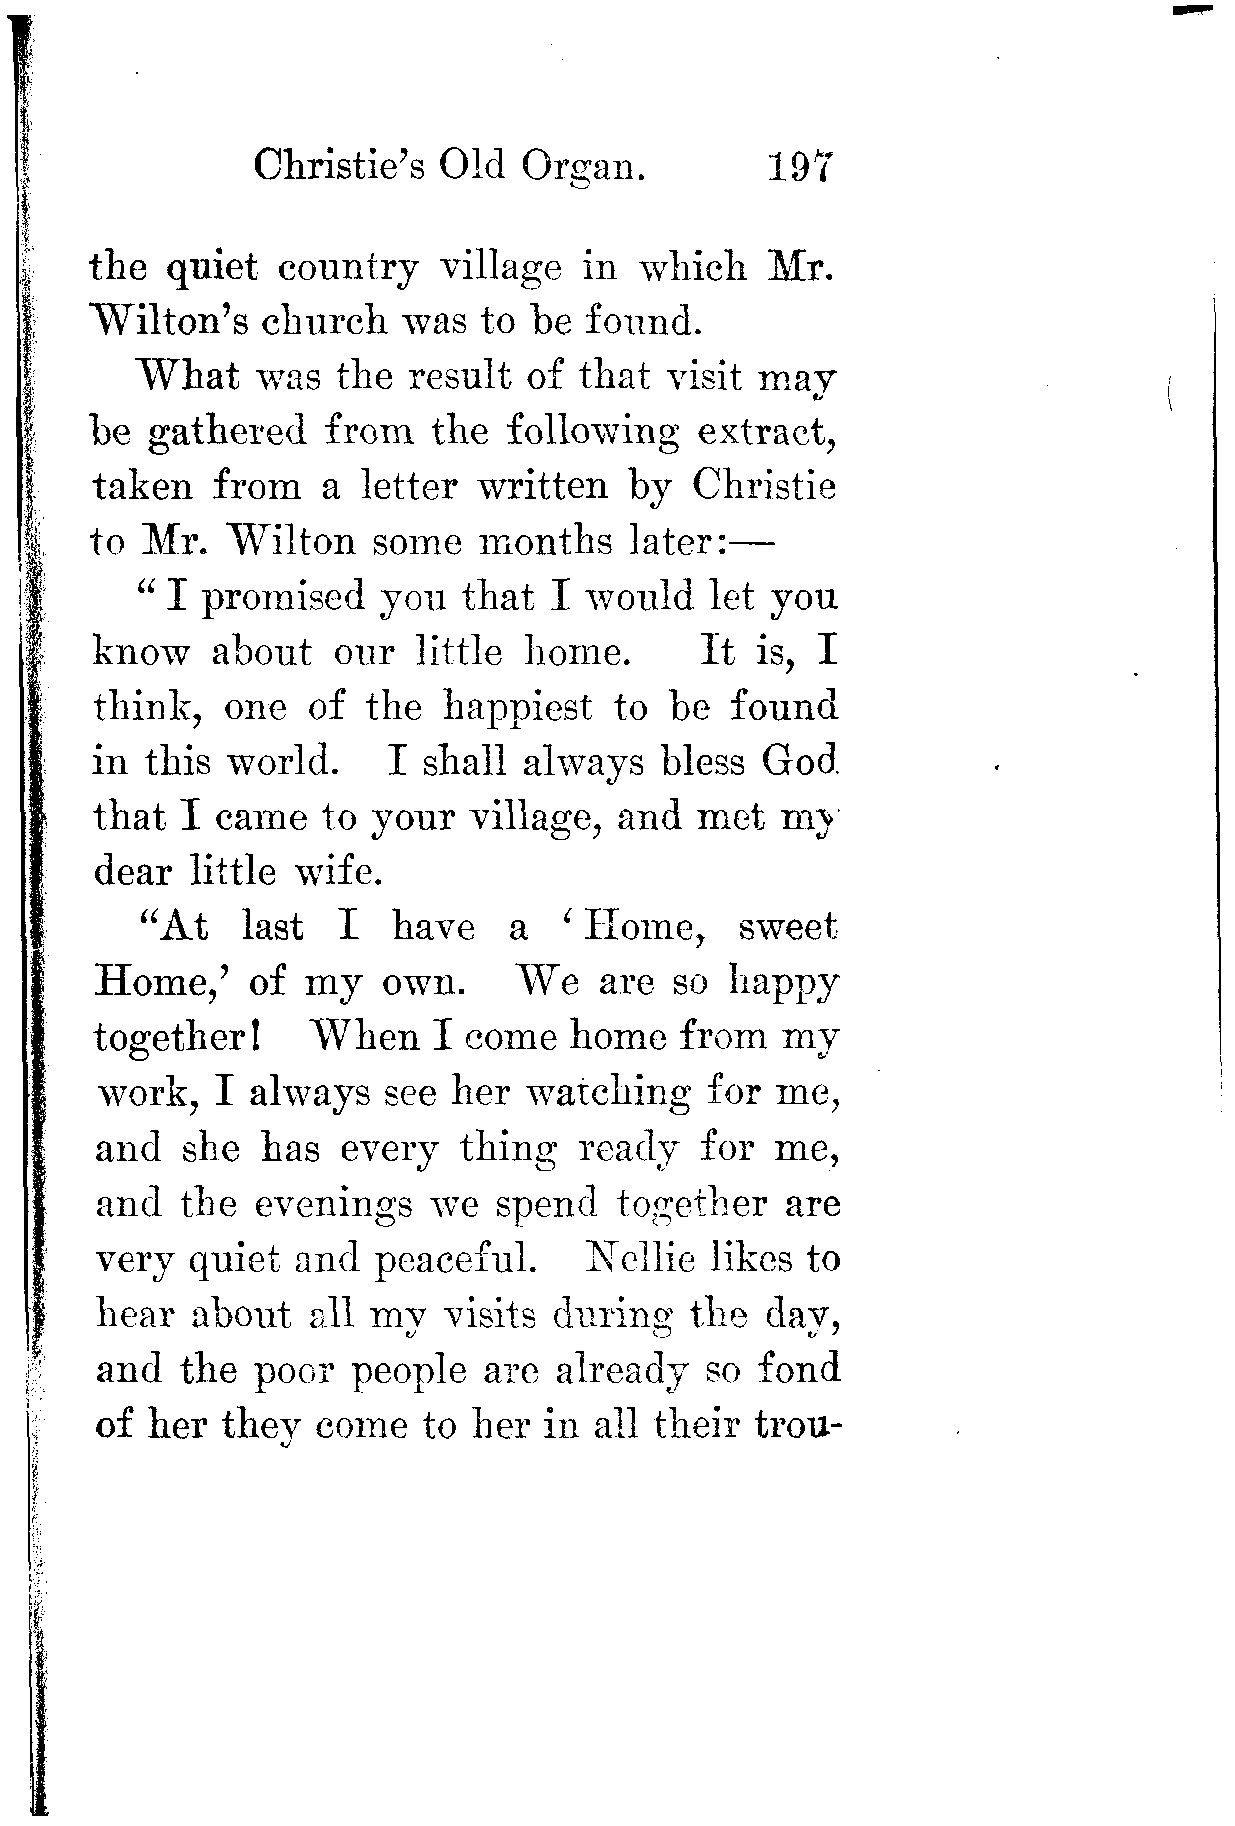 Christie's Old Organ. 197
the quiet country village in which Mr.
Wilton's church was to be found.
What was the result of that visit may
be gathered from the following extract,
taken from a letter written by Christie
to Mr. Wilton some months later:—
“ I promised you that I would let you
know about our little home. It is, I
think, one of the happiest to be found
in this world. I shall always bless God
that I came to your village, and met my
dear little wife.
“At last I have a ‘ Home, sweet
Home,’ of my own. We are so happy
together! When I come home from my
work, I always see her watching for me,
and she has every thing ready for me,
and the evenings we spend together are
very quiet and peaceful. Nellie likes to
hear about all my visits during the day,
and the poor people are already so fond
of her they come to her in all their trou-